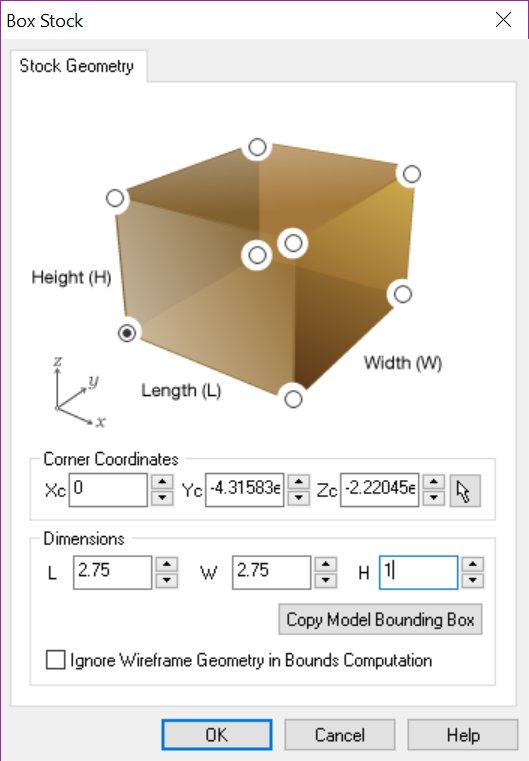 Box Stock
Stock Geometry
Height (H)
Width (W)
z
y
Length (L)
x
Corner Coordinates
Xc 0 Yc -4.31583e Zc -2.22045e
Dimensions
L 2.75 W 2.75 H 1
Copy Model Bounding Box
Ignore Wireframe Geometry in Bounds Computation
OK Cancel Help